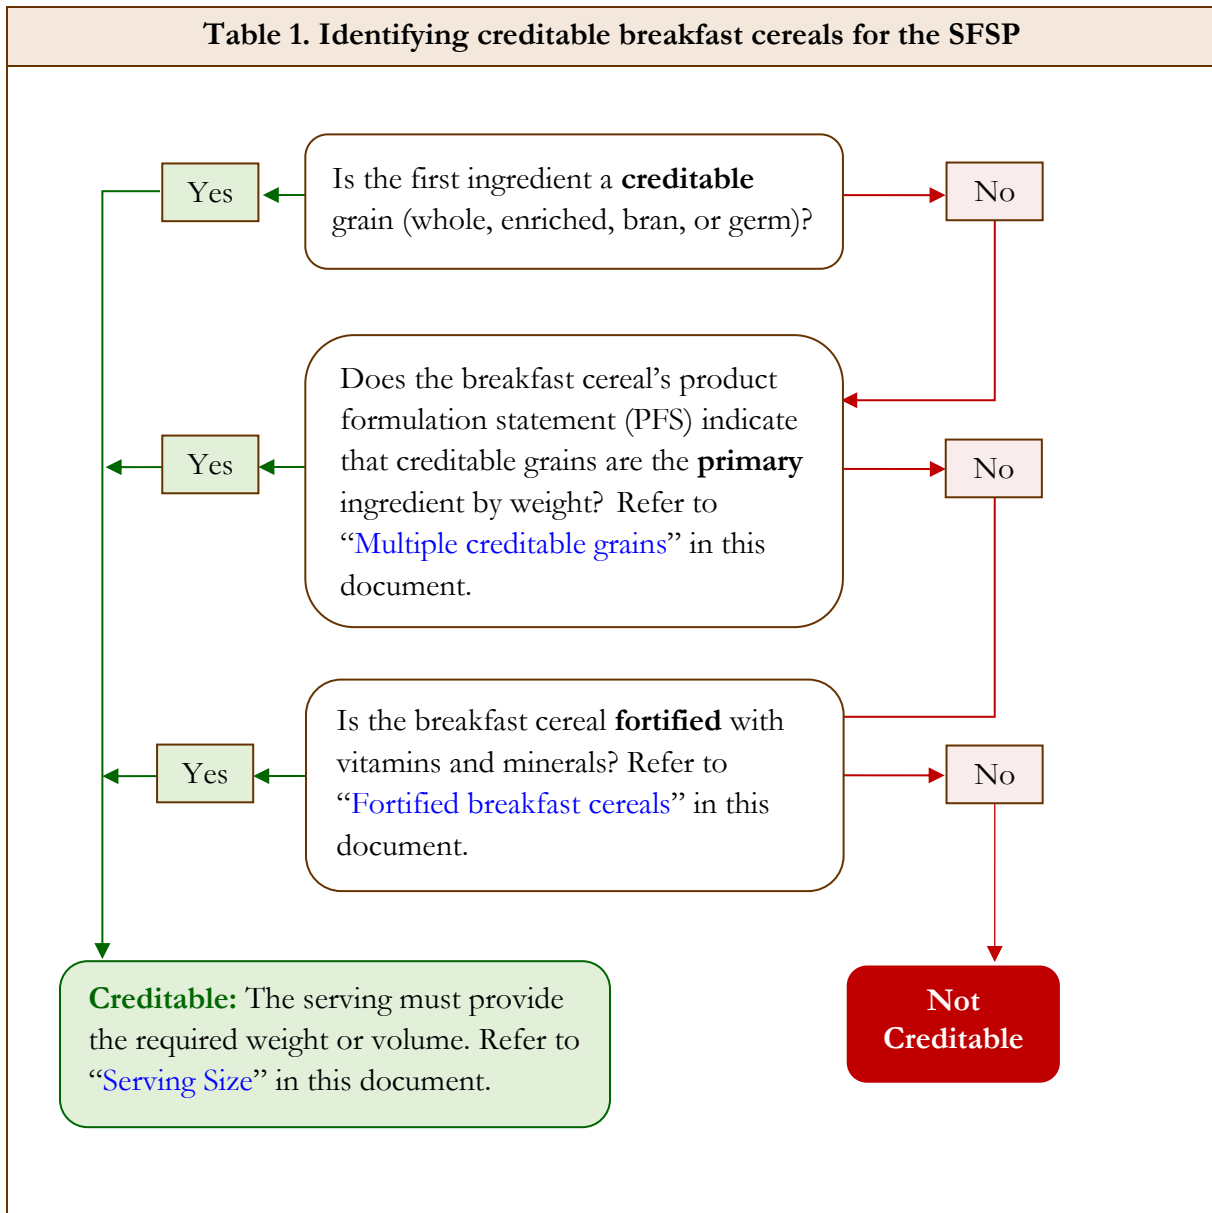 Table 1. Identifying creditable breakfast cereals for the SFSP
Yes
Is the first ingredient a creditable
grain (whole, enriched, bran, or germ)?
No
Does the breakfast cereal’s product
formulation statement (PFS) indicate
that creditable grains are the primary
ingredient by weight? Refer to
“Multiple creditable grains” in this
document.
Yes
No
Is the breakfast cereal fortified with
vitamins and minerals? Refer to
“Fortified breakfast cereals” in this
document.
Yes
No
Creditable: The serving must provide
the required weight or volume. Refer to
“Serving Size” in this document.
Not
Creditable